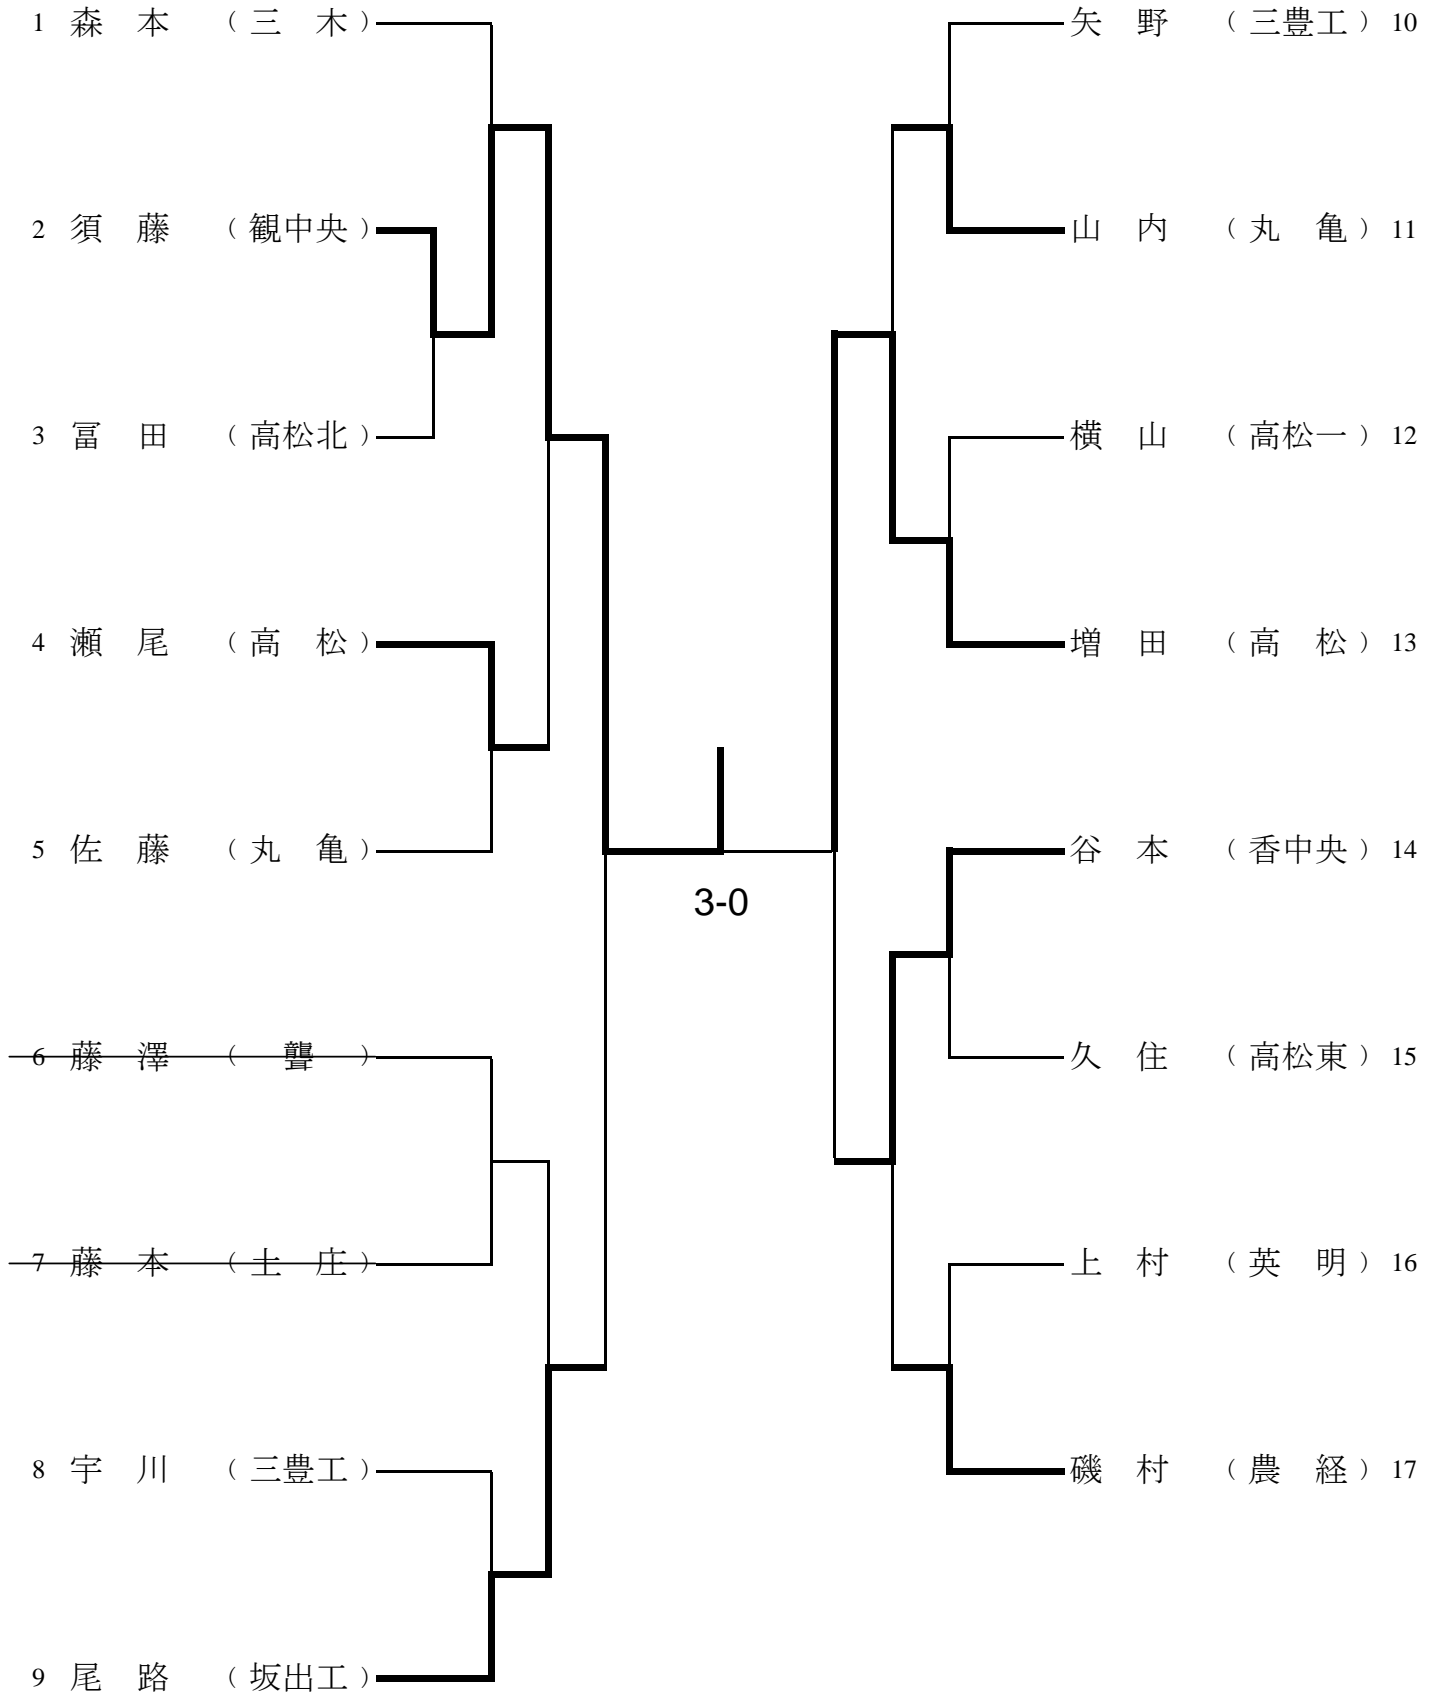 1 森 本 （三 木）
2 須 藤 （観中央）
3 冨 田 （高松北）
4 瀬 尾 （高 松）
5 佐 藤 （丸 亀）
6 藤 澤 （ 聾 ）
7 藤 本 （土 庄）
8 宇 川 （三豊工）
9 尾 路 （坂出工）
3-0
矢 野 （三豊工） 10
山 内 （丸 亀） 11
横 山 （高松一） 12
増 田 （高 松） 13
谷 本 （香中央） 14
久 住 （高松東） 15
上 村 （英 明） 16
磯 村 （農 経） 17